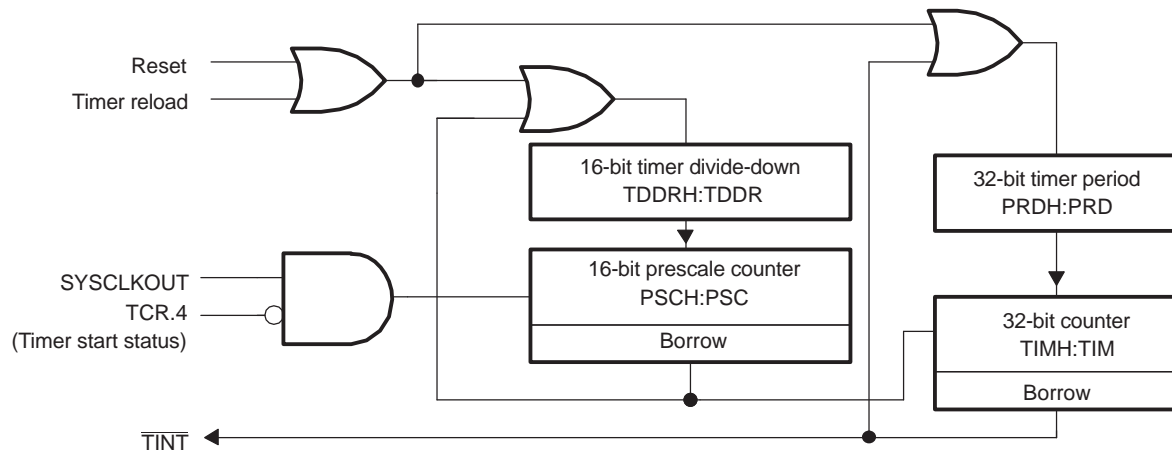 Reset
Timer reload
16-bit timer divide-down
TDDRH:TDDR
32-bit timer period
PRDH:PRD
16-bit prescale counter
PSCH:PSC
Borrow
SYSCLKOUT
TCR.4
(Timer start status)
32-bit counter
TIMH:TIM
Borrow
TINT